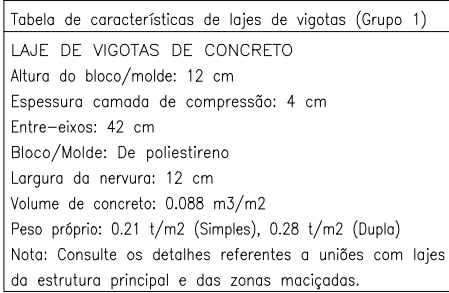 Tabela de características de lajes de vigotas (Grupo 1)
LAJE DE VIGOTAS DE CONCRETO
Altura do bloco/molde: 12 cm
Espessura camada de compressão: 4 cm
Entre-eixos: 42 cm
Bloco/Molde: De poliestireno
Largura da nervura: 12 cm
Volume de concreto: 0.088 m3/m2
Peso próprio: 0.21 t/m2 (Simples), 0.28 t/m2 (Dupla)
Nota: Consulte os detalhes referentes a uniões com lajes
da estrutura principal e das zonas maciçadas.